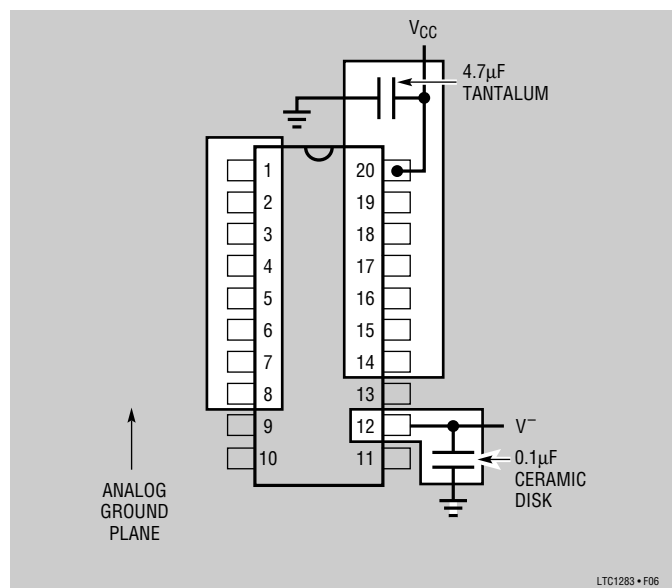 VCC
4.7µF
TANTALUM
1
20
2
19
3
18
4
17
5
16
6
15
7
14
8
13
9
12
V–
10
11
0.1µF
CERAMIC
DISK
ANALOG
GROUND
PLANE
LTC1283 • F06